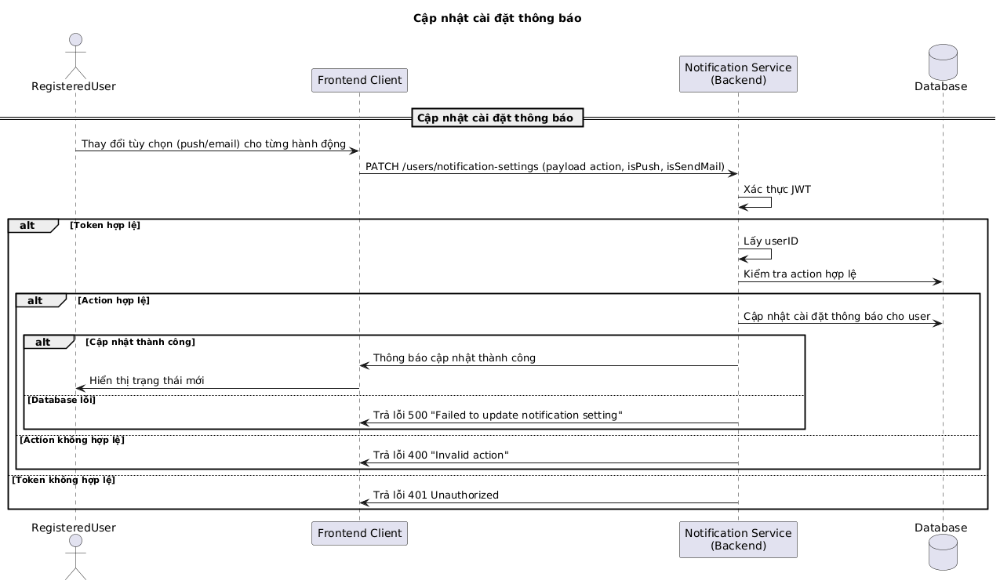 Cập nhật cài đặt thông báo
RegisteredUser
Frontend Client
Notification Service
(Backend)
Database
Cập nhật cài đặt thông báo
Thay đổi tùy chọn (push/email) cho từng hành động
PATCH /users/notification-settings (payload action, isPush, isSendMail)
Xác thực JWT
alt
[Token hợp lệ]
Lấy userID
Kiểm tra action hợp lệ
alt
[Action hợp lệ]
Cập nhật cài đặt thông báo cho user
alt
[Cập nhật thành công]
Thông báo cập nhật thành công
Hiển thị trạng thái mới
[Database lỗi]
Trả lỗi 500 "Failed to update notification setting"
[Action không hợp lệ]
Trả lỗi 400 "Invalid action"
[Token không hợp lệ]
Trả lỗi 401 Unauthorized
RegisteredUser
Frontend Client
Notification Service
(Backend)
Database